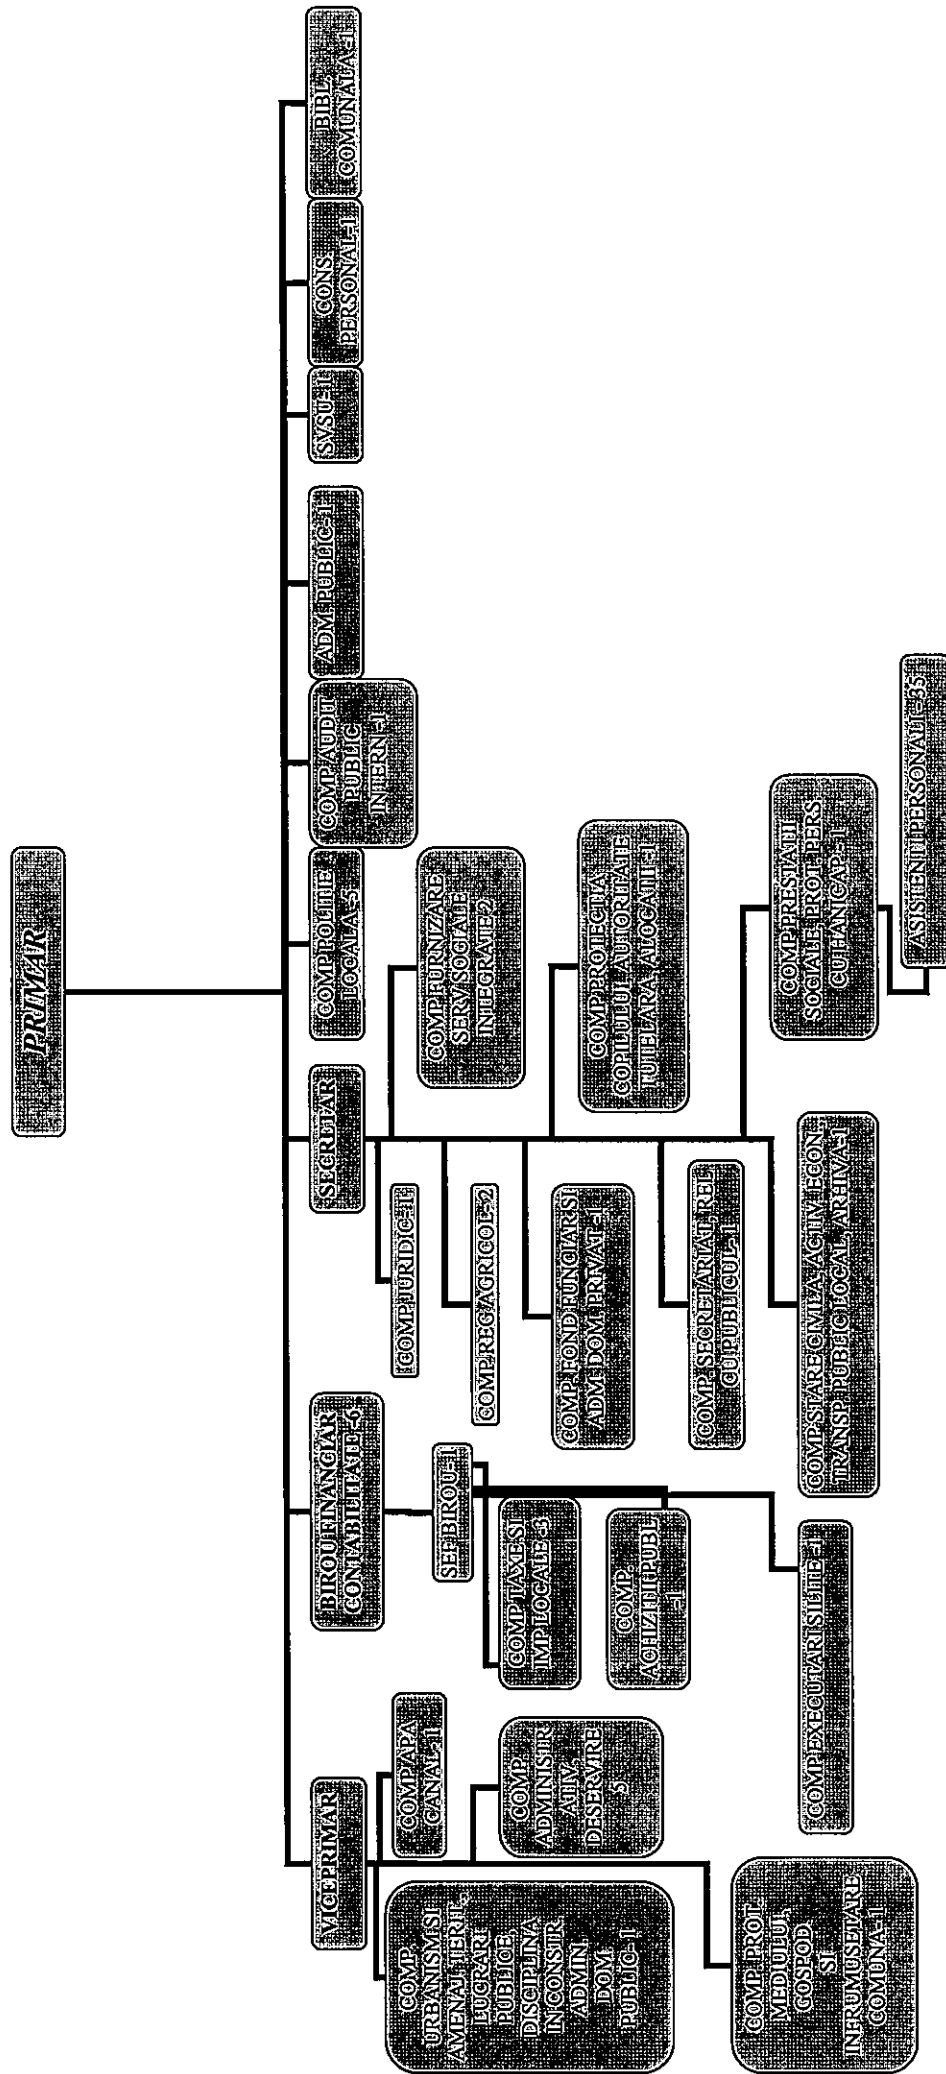 PRIMAR
VICEPRIMAR
BIROU FINANCIAR
CONTABILITATE -6
SECRETAR
COMP POLITIE
LOCALA-3
COMP AUDIT
PUBLIC
INTERN-1
ADM PUBLIC-1
SVSU-1
CONS
PERSONAL-1
BIBL
COMUNALA-1
COMP
URBANISM SI
AMENAJ TERIT,
LUCRARI
PUBLICE,
DISCIPLINA
IN CONSTR
ADMIN
DOM
PUBLIC-1
COMP APA
CANAL-11
COMP
ADMINISTR
ATIV
DESERVIRE
-5
COMP PROT
MEDIULUI,
GOSPOD
SI
INFRUMUSETARE
COMUNA-1
SEF BIROU-1
COMP TAXE SI
IMP LOCALE-3
COMP
ACHIZITII PUBL
-1
COMP EXECUTARI SILITE-1
COMP JURIDIC-1
COMP REG AGRICOL-2
COMP FOND FUNCIAR SI
ADM DOM PRIVAT-1
COMP SECRETARIAT, REL
CU PUBLICUL-1
COMP STARE CIVILA -ACTIV ECON,
TRANSP PUBLIC LOCAL, ARHIVA-1
COMP FURNIZARE
SERV SOCIALE
INTEGRATE-2
COMP PROTECTIA
COPILULUI, AUTORITATE
TUTELARA, ALOCATII-1
COMP PRESTATII
SOCIALE PROT PERS
CU HANICAP -1
ASISTENTI PERSONALI-35